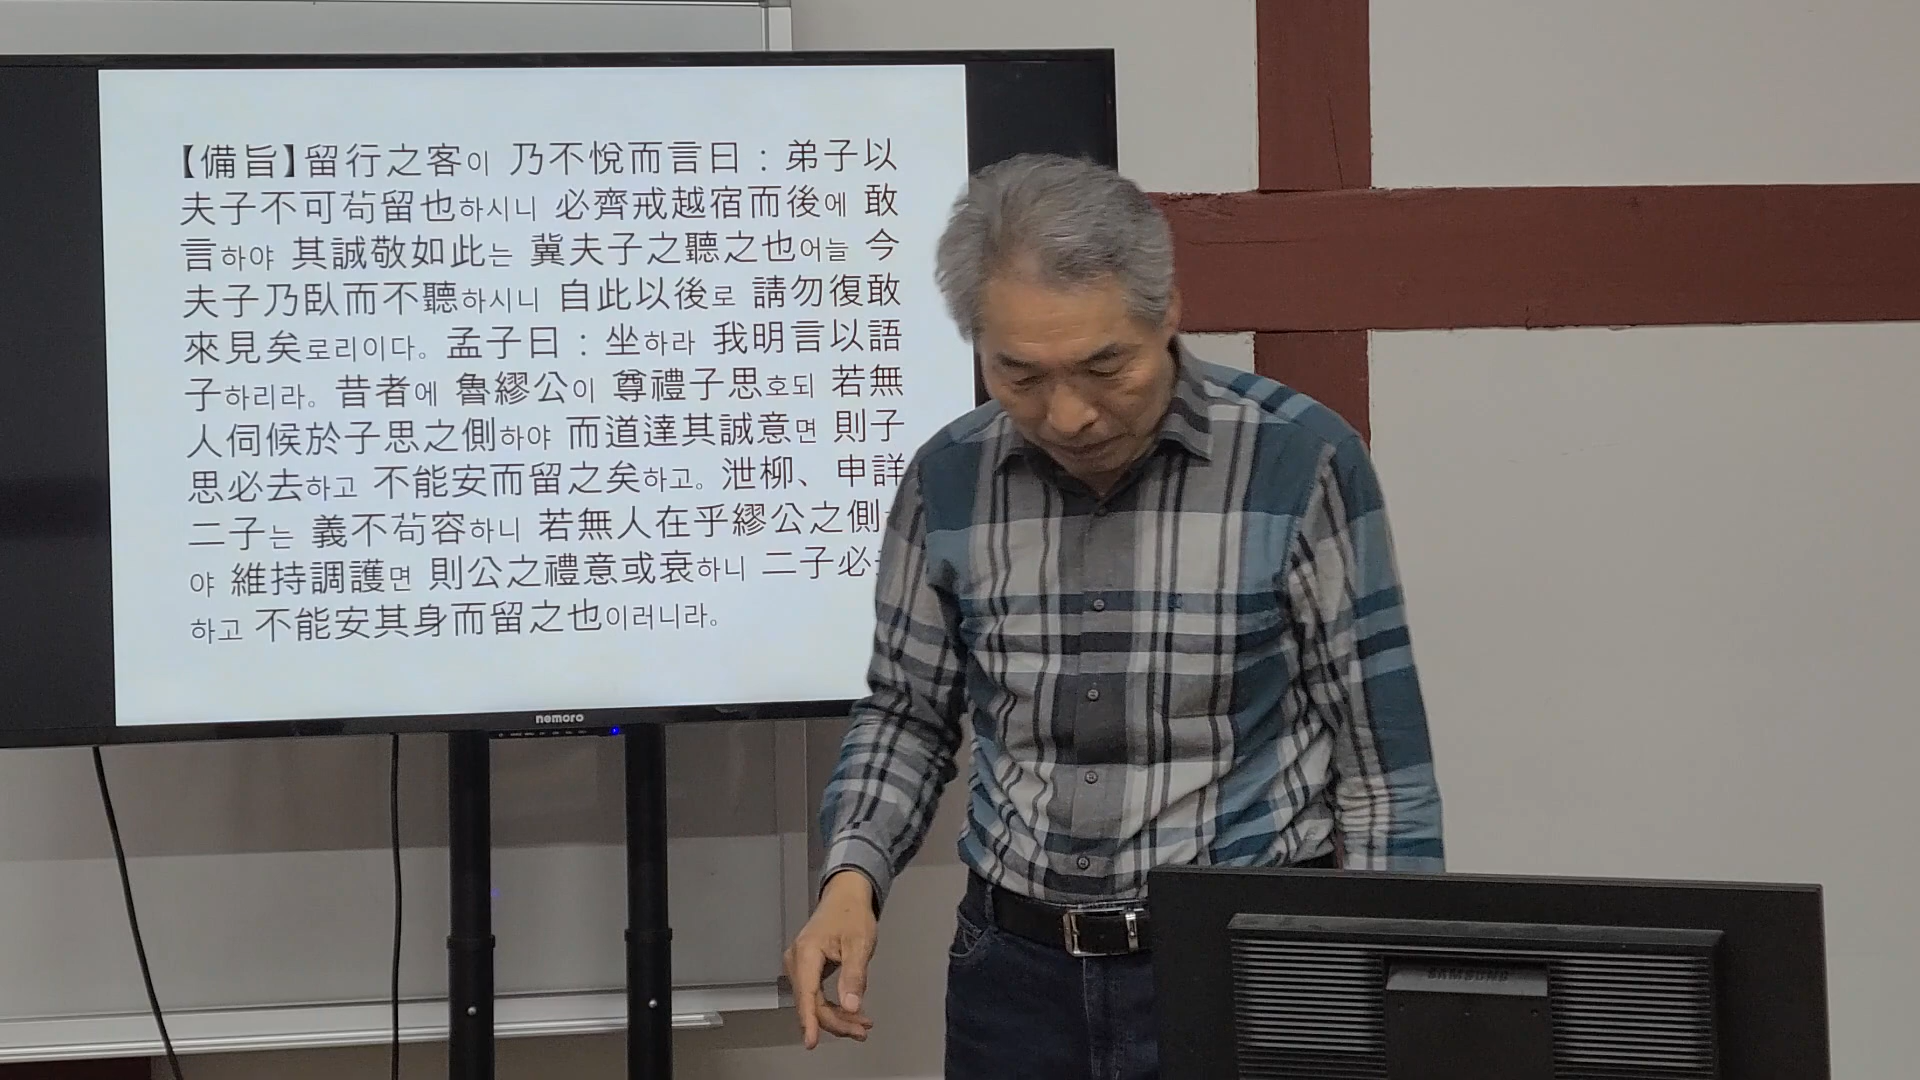 【備旨】留行之客이 乃不悅而言曰 : 弟子以
夫子不可苟留也하시니 必齊戒越宿而後에 敢
言하야 其誠敬如此는 冀夫子之聽之也어늘 今
夫子乃臥而不聽하시니 自此以後로 請勿復敢
來見矣로리이다。孟子曰 : 坐하라 我明言以語
子하리라。昔者에 魯繆公이 尊禮子思호되 若無
人伺候於子思之側하야 而道達其誠意면 則子
思必去하고 不能安而留之矣하고。泄柳、申詳
二子는 義不苟容하니 若無人在乎繆公之側
야 維持調護면 則公之禮意或衰하니 二子必
하고 不能安其身而留之也이러니라。
nemoro
SAMSUNG